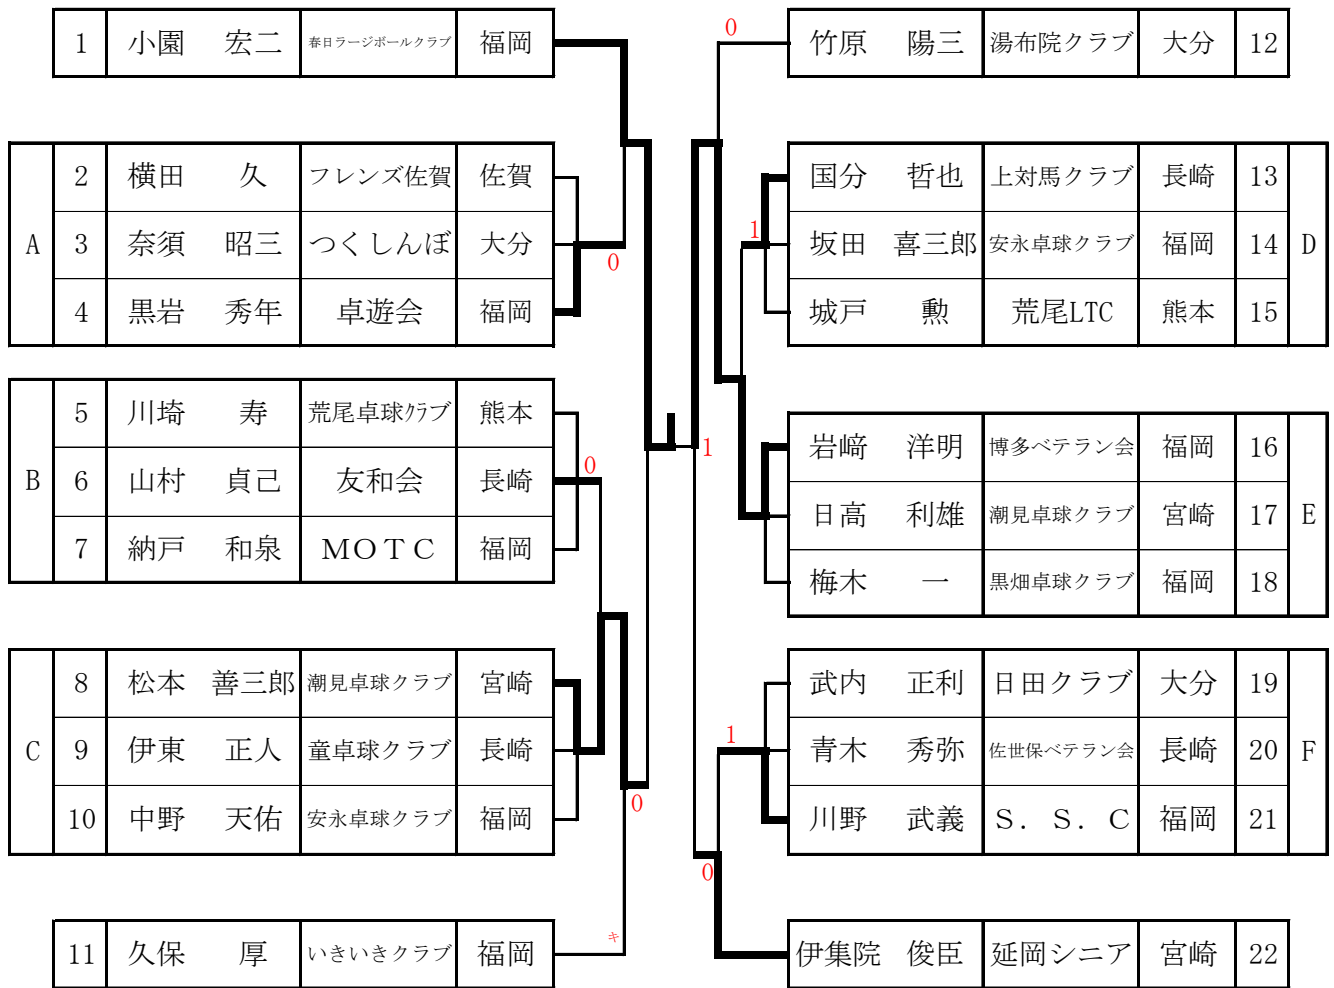 1 小園 宏二 春日ラージボールクラブ 福岡
A
2 横田 久 フレンズ佐賀 佐賀
3 奈須 昭三 つくしんぼ 大分
4 黒岩 秀年 卓遊会 福岡
0
B
5 川埼 寿 荒尾卓球ｸﾗﾌﾞ 熊本
6 山村 貞己 友和会 長崎
7 納戸 和泉 ＭＯＴＣ 福岡
0
C
8 松本 善三郎 潮見卓球クラブ 宮崎
9 伊東 正人 童卓球クラブ 長崎
10 中野 天佑 安永卓球クラブ 福岡
0
11 久保 厚 いきいきクラブ 福岡
キ
1
0
竹原 陽三 湯布院クラブ 大分 12
1
国分 哲也 上対馬クラブ 長崎 13
坂田 喜三郎 安永卓球クラブ 福岡 14
城戸 勲 荒尾LTC 熊本 15
D
岩﨑 洋明 博多ベテラン会 福岡 16
日高 利雄 潮見卓球クラブ 宮崎 17
梅木 一 黒畑卓球クラブ 福岡 18
E
1
武内 正利 日田クラブ 大分 19
青木 秀弥 佐世保ベテラン会 長崎 20
川野 武義 Ｓ．Ｓ．Ｃ 福岡 21
F
0
伊集院 俊臣 延岡シニア 宮崎 22